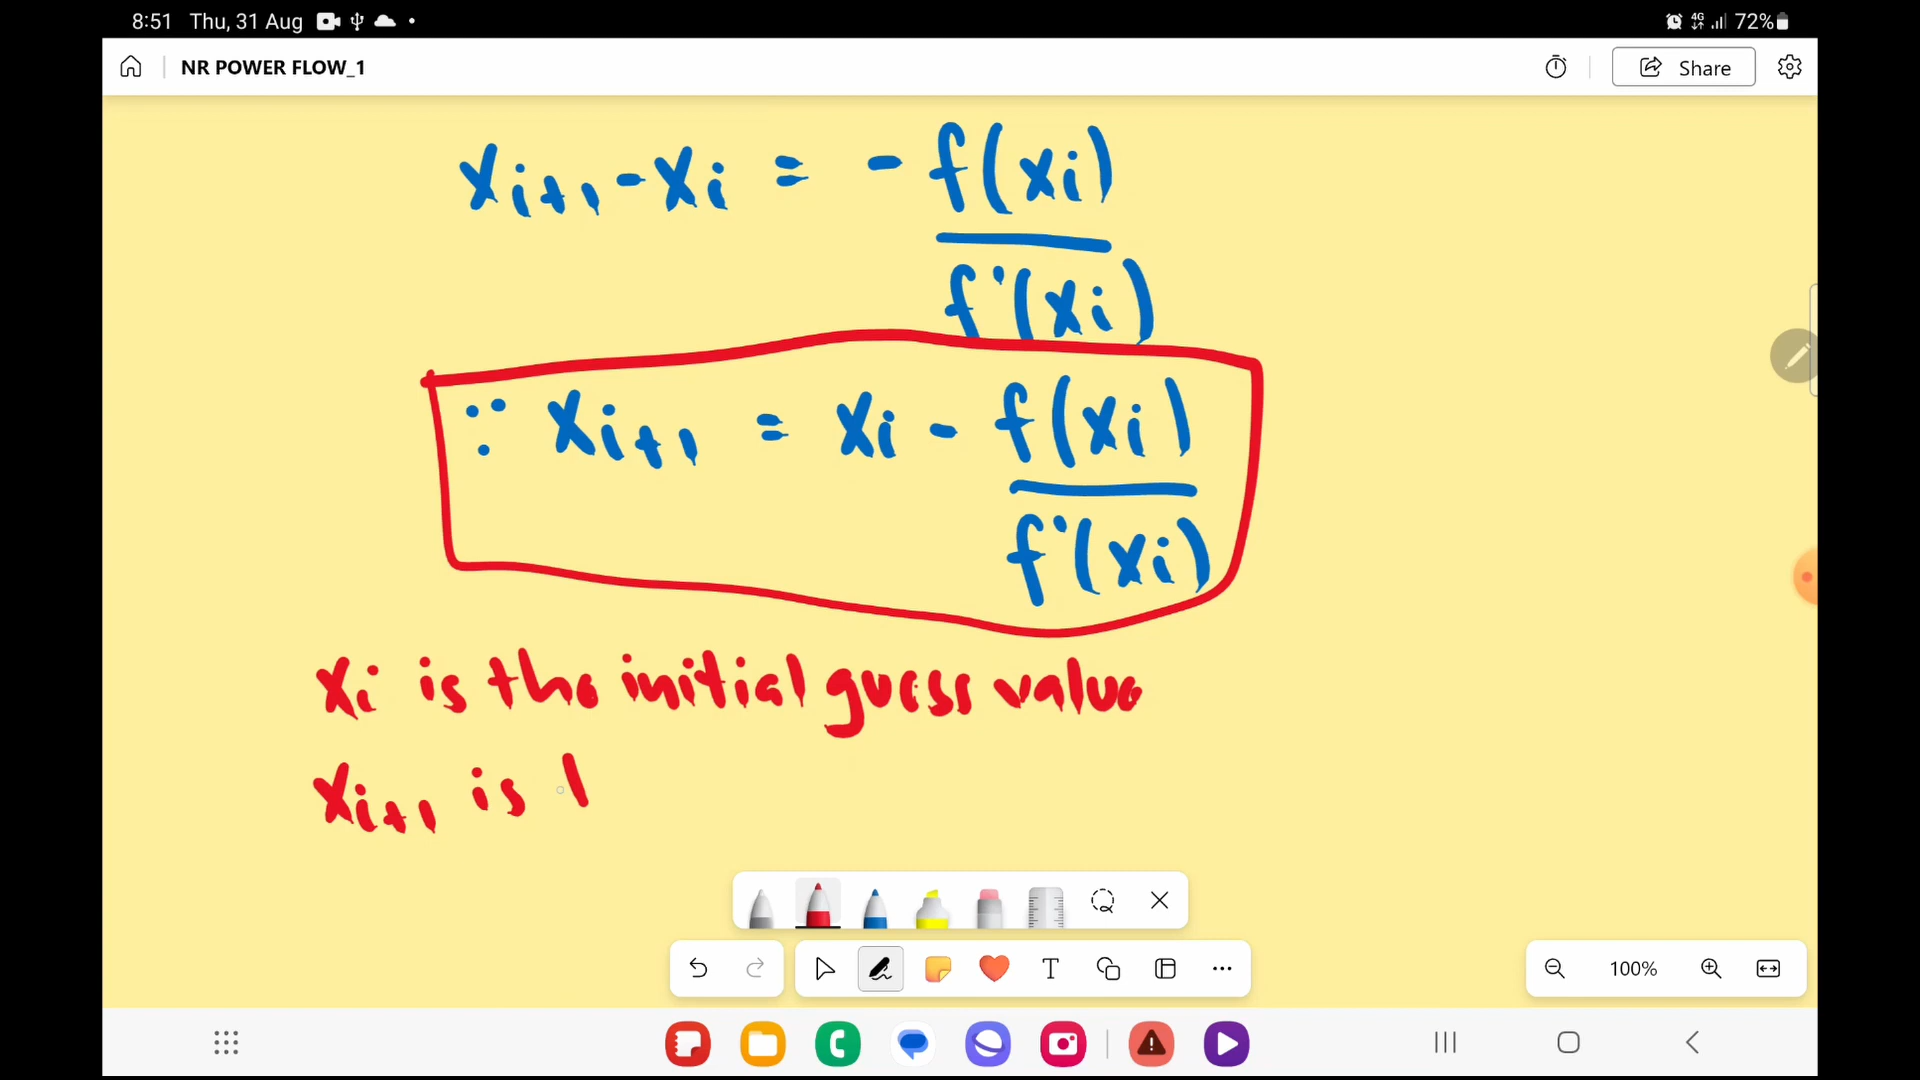 8:51 Thu, 31 Aug 4G 72%
NR POWER FLOW_1 Share
xi+1 - xi = - f(xi)
f'(xi)
∵ xi+1 = xi - f(xi)
f'(xi)
xi is the initial guess value
xi+1 is
T 100%